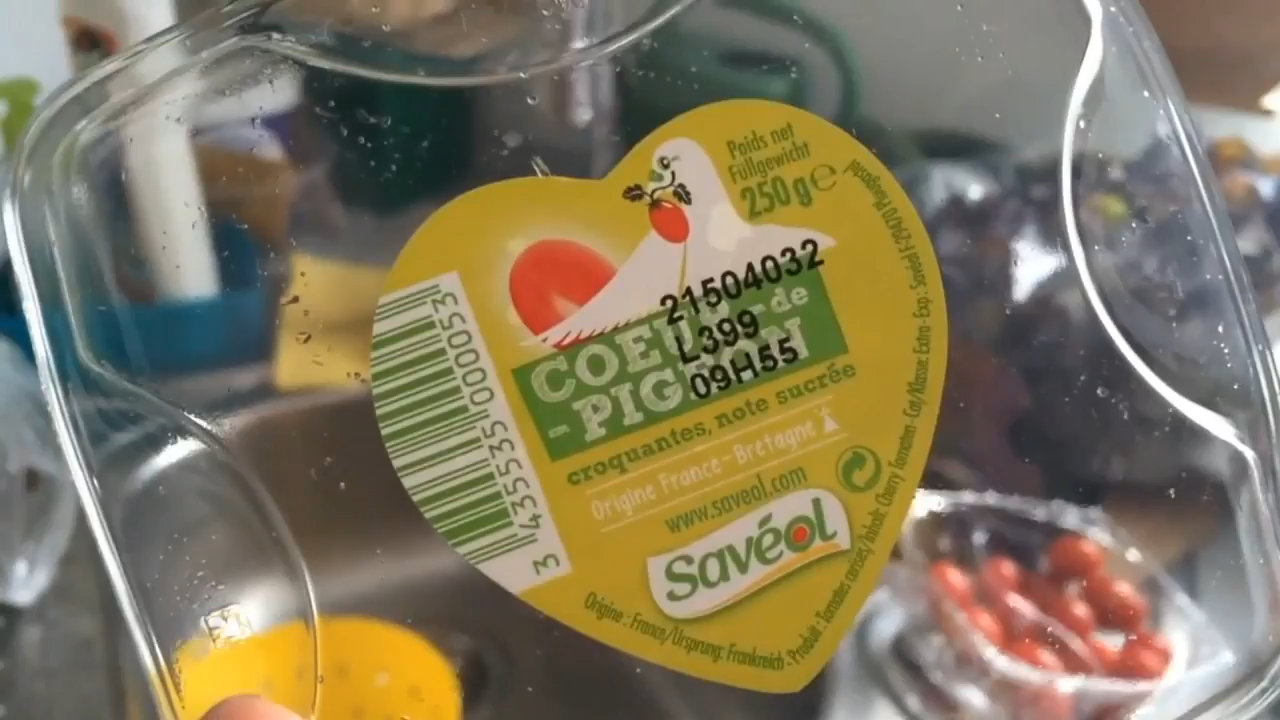 Poids net
Füllgewicht
250 g e
21504032
L399
09H55
COEUR-de
-PIGEON
croquantes, note sucrée
Origine France-Bretagne
www.saveol.com
Savéol
3 435535 000053
Origine : France/Ursprung: Frankreich - Produit : Tomates cerises/Inhalt: Cherry Tomaten - Cat/Klasse: Extra - Exp : Savéol F-29470 Plougastel